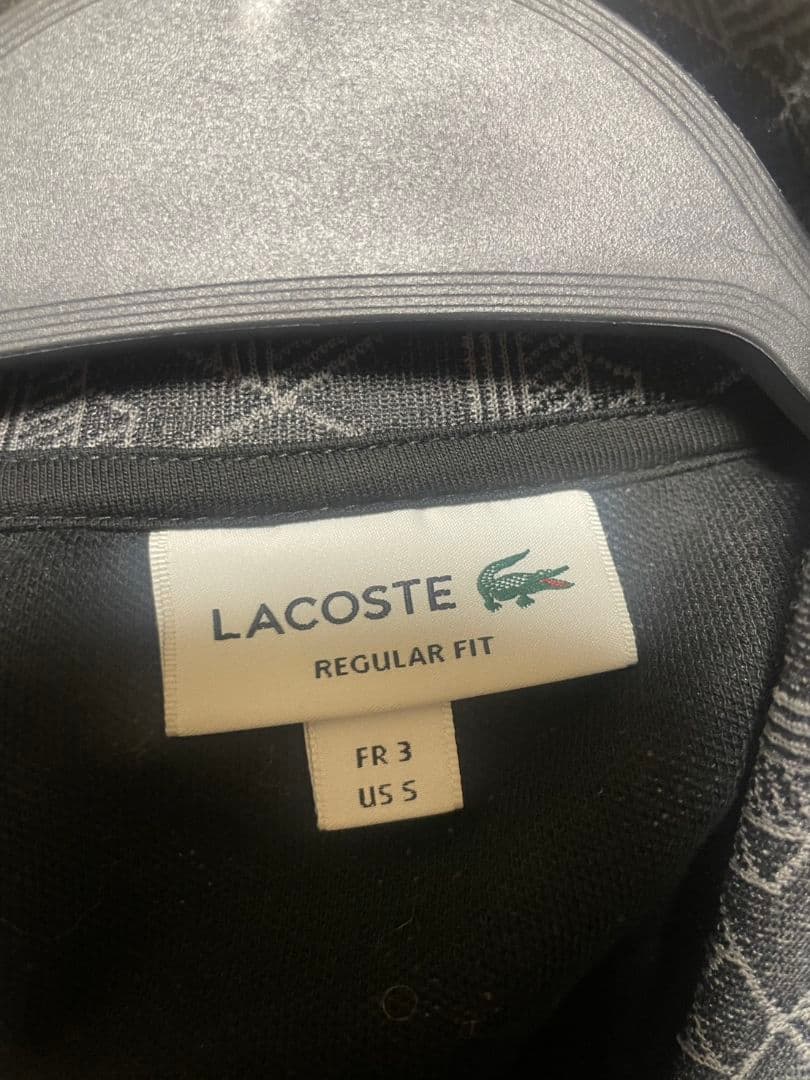 LACOSTE
REGULAR FIT
FR 3
US S